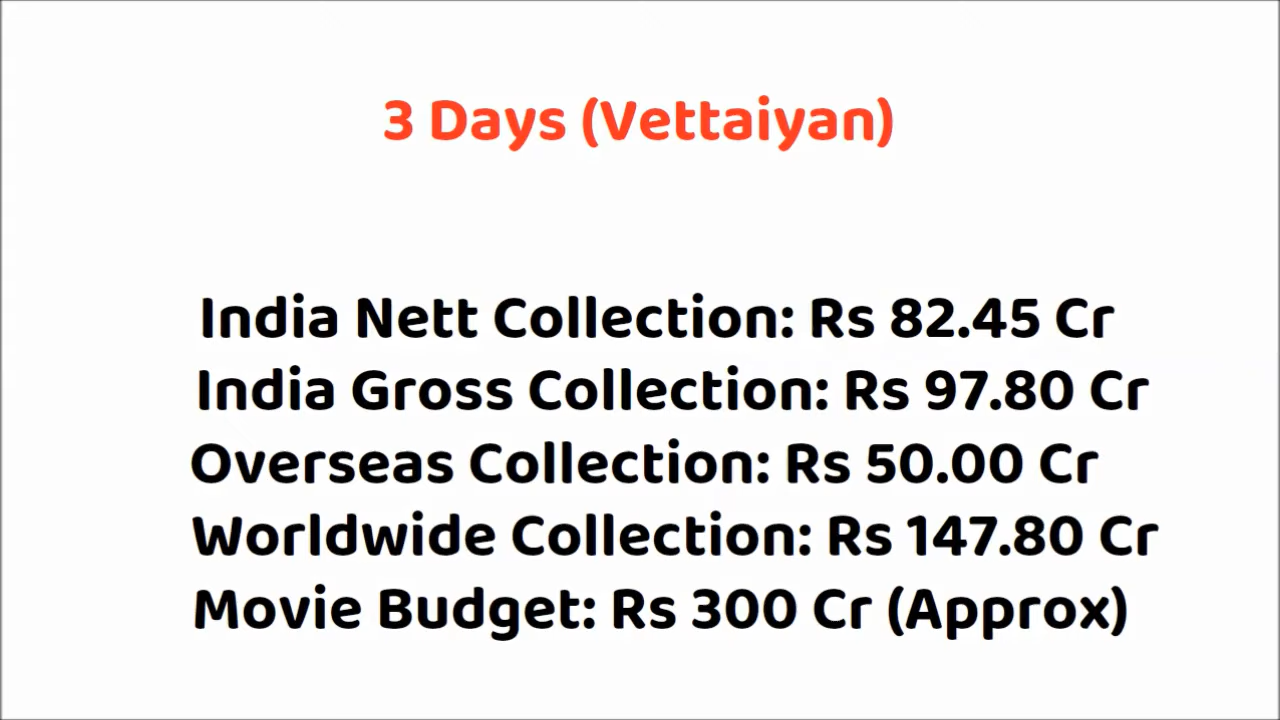 3 Days (Vettaiyan)
India Nett Collection: Rs 82.45 Cr
India Gross Collection: Rs 97.80 Cr
Overseas Collection: Rs 50.00 Cr
Worldwide Collection: Rs 147.80 Cr
Movie Budget: Rs 300 Cr (Approx)